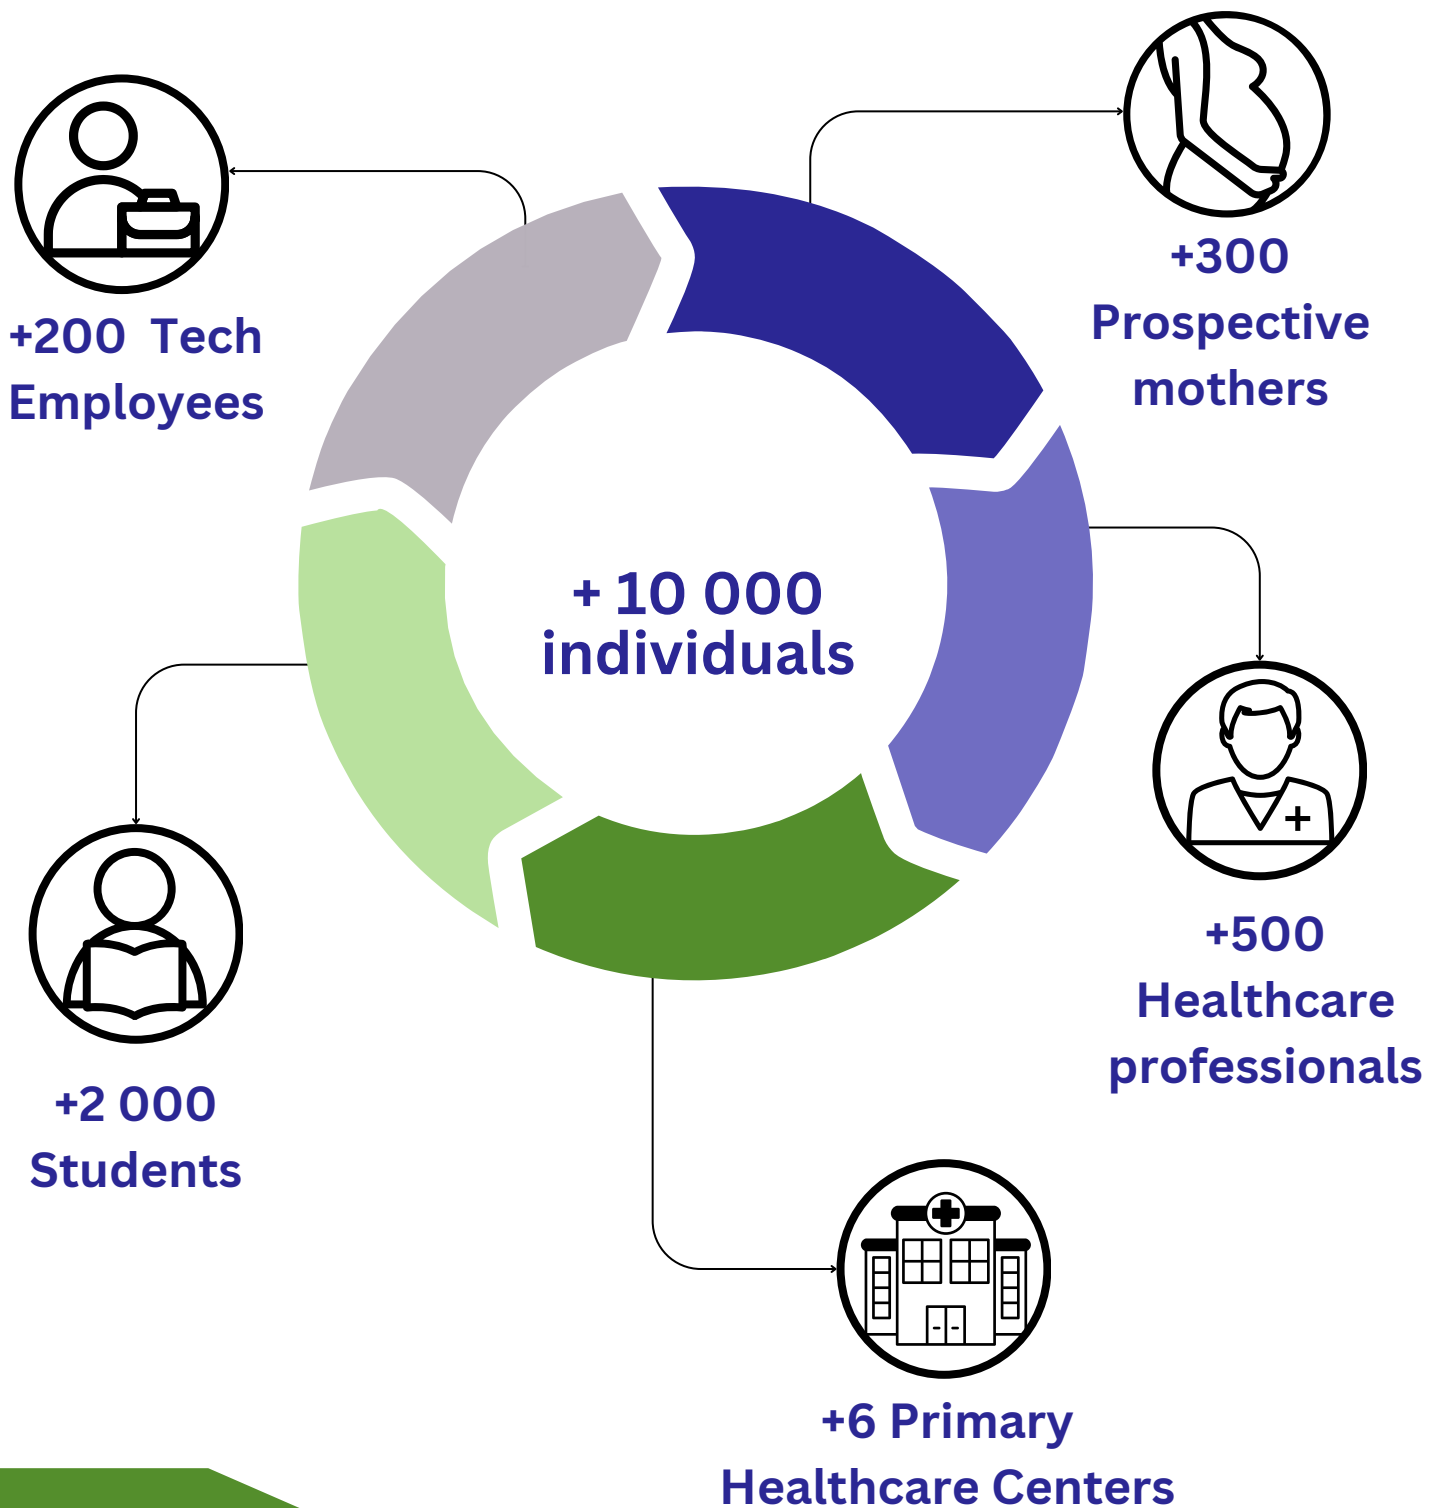 +300
Prospective
mothers
+200 Tech
Employees
+ 10 000
individuals
+500
Healthcare
professionals
+2 000
Students
+6 Primary
Healthcare Centers